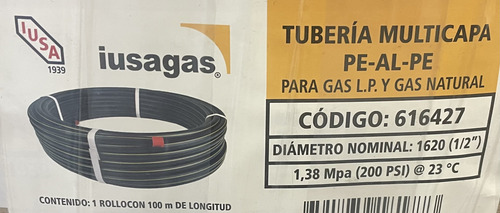 IUSA
1939
iusagas®
CONTENIDO: 1 ROLLOCON 100 m DE LONGITUD
TUBERÍA MULTICAPA
PE-AL-PE
PARA GAS L.P. Y GAS NATURAL
CÓDIGO: 616427
DIÁMETRO NOMINAL: 1620 (1/2")
1,38 Mpa (200 PSI) @ 23 °C